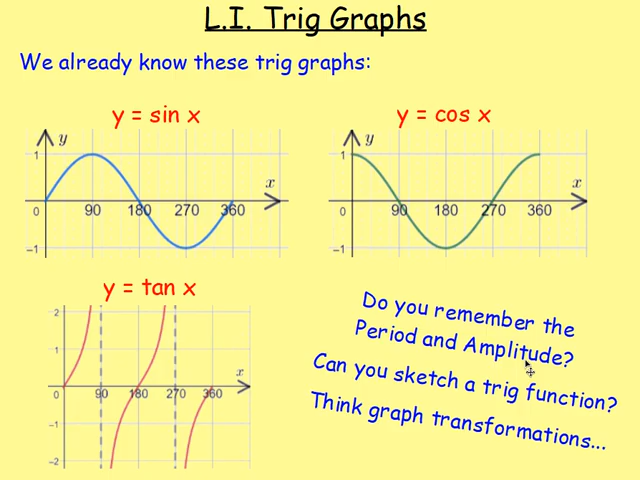 L.I. Trig Graphs
We already know these trig graphs:
y = sin x
y = cos x
y
1
x
0 90 180 270 360
−1
y
1
x
0 90 180 270 360
−1
y = tan x
2
1
x
0 90 180 270 360
−1
−2
Do you remember the
Period and Amplitude?
Can you sketch a trig function?
Think graph transformations...